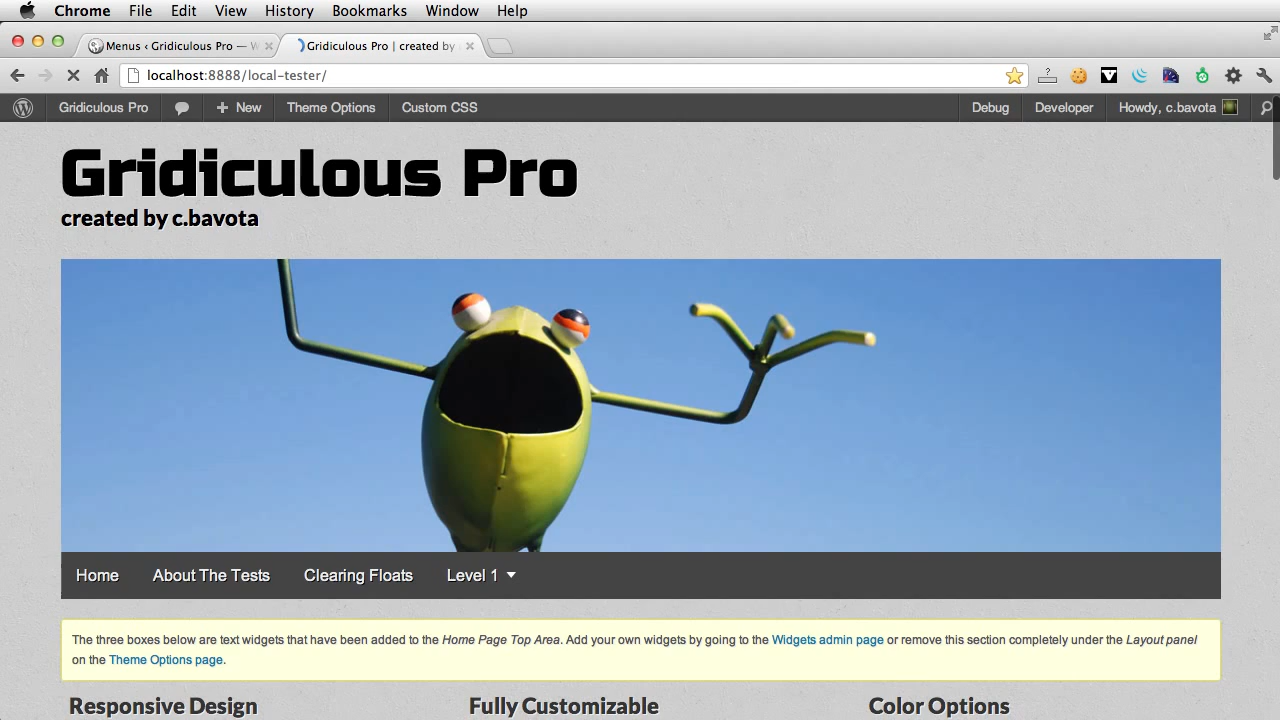 Chrome File Edit View History Bookmarks Window Help
Menus ‹ Gridiculous Pro — W Gridiculous Pro | created by
localhost:8888/local-tester/
Gridiculous Pro + New Theme Options Custom CSS Debug Developer Howdy, c.bavota
Gridiculous Pro
created by c.bavota
Home About The Tests Clearing Floats Level 1
The three boxes below are text widgets that have been added to the Home Page Top Area. Add your own widgets by going to the Widgets admin page or remove this section completely under the Layout panel
on the Theme Options page.
Responsive Design Fully Customizable Color Options